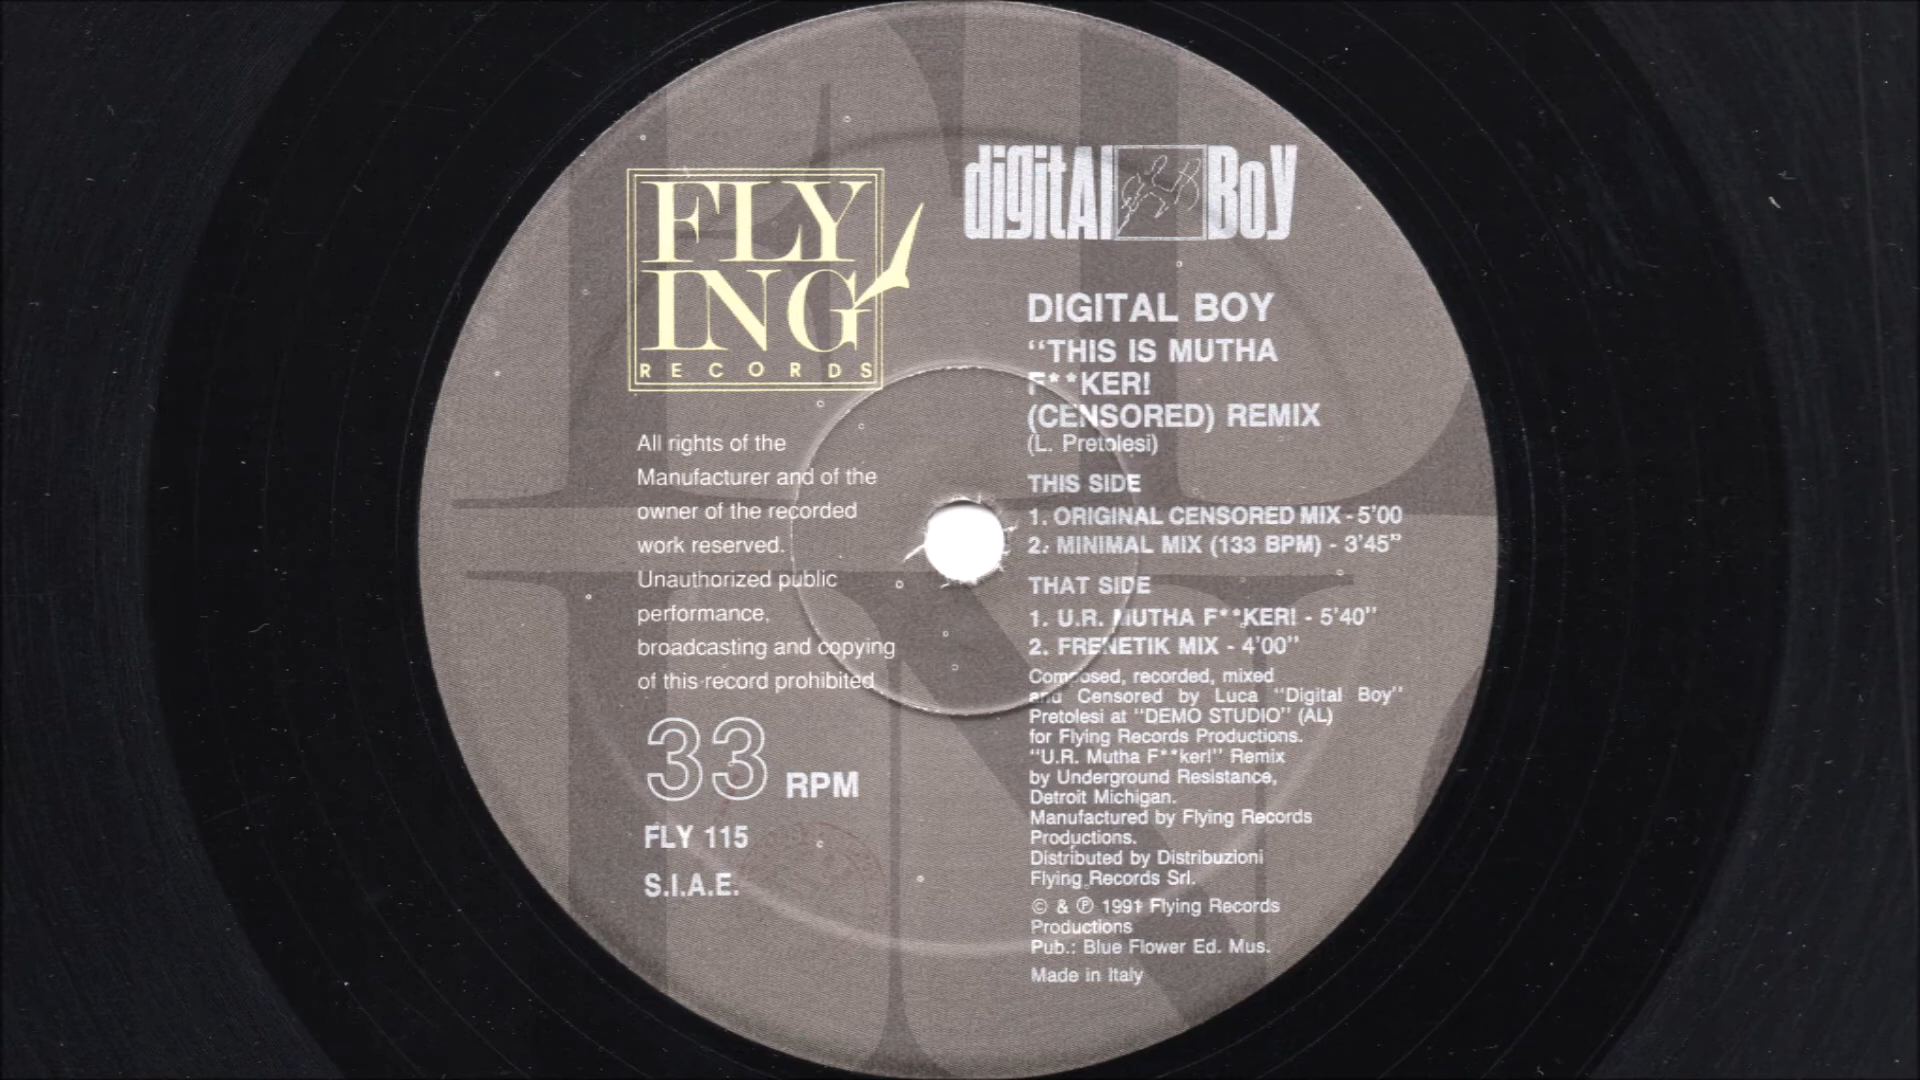 FLY
ING
RECORDS
All rights of the
Manufacturer and of the
owner of the recorded
work reserved.
Unauthorized public
performance,
broadcasting and copying
of this record prohibited
33 RPM
FLY 115
S.I.A.E.
digitAl BoY
DIGITAL BOY
“THIS IS MUTHA
F**KER!
(CENSORED) REMIX
(L. Pretolesi)
THIS SIDE
1. ORIGINAL CENSORED MIX - 5'00
2. MINIMAL MIX (133 BPM) - 3'45”
THAT SIDE
1. U.R. MUTHA F**KER! - 5'40”
2. FRENETIK MIX - 4'00”
Composed, recorded, mixed
and Censored by Luca “Digital Boy”
Pretolesi at “DEMO STUDIO” (AL)
for Flying Records Productions.
“U.R. Mutha F**ker!” Remix
by Underground Resistance,
Detroit Michigan.
Manufactured by Flying Records
Productions.
Distributed by Distribuzioni
Flying Records Srl.
© & ℗ 1991 Flying Records
Productions
Pub.: Blue Flower Ed. Mus.
Made in Italy